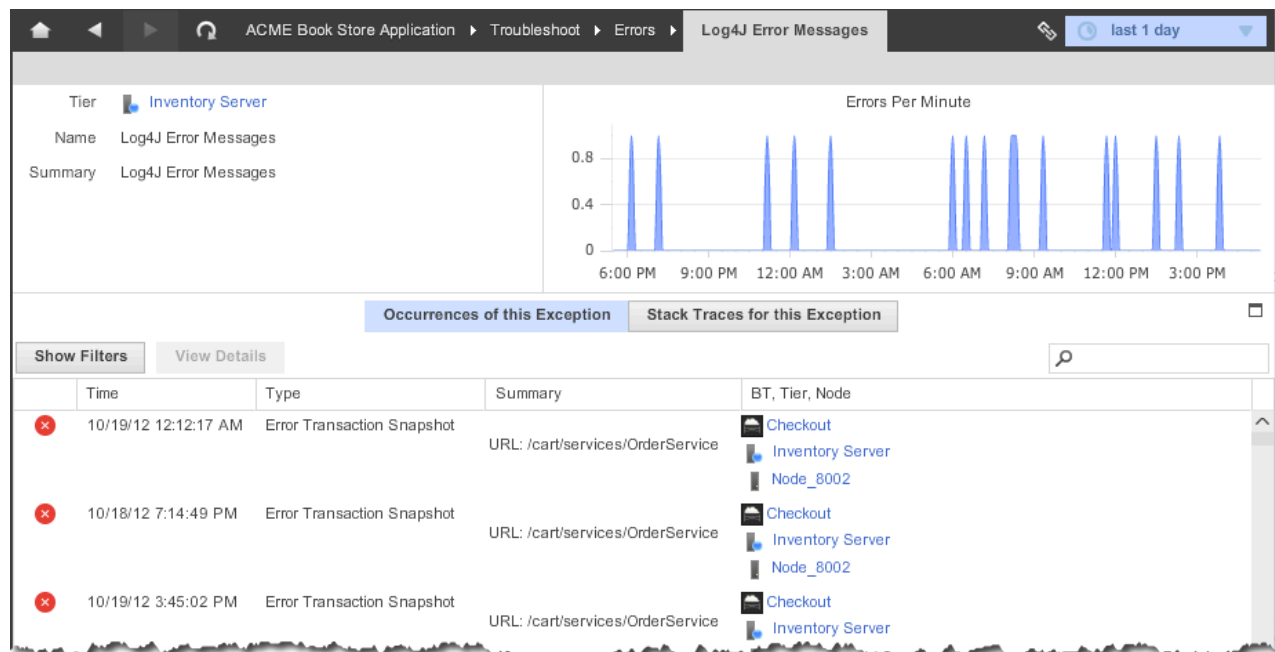 ACME Book Store Application Troubleshoot Errors Log4J Error Messages last 1 day
Tier Inventory Server
Name Log4J Error Messages
Summary Log4J Error Messages
Errors Per Minute
0.8
0.4
0
6:00 PM 9:00 PM 12:00 AM 3:00 AM 6:00 AM 9:00 AM 12:00 PM 3:00 PM
Occurrences of this Exception Stack Traces for this Exception
Show Filters View Details
Time Type Summary BT, Tier, Node
10/19/12 12:12:17 AM Error Transaction Snapshot URL: /cart/services/OrderService Checkout
Inventory Server
Node_8002
10/18/12 7:14:49 PM Error Transaction Snapshot URL: /cart/services/OrderService Checkout
Inventory Server
Node_8002
10/19/12 3:45:02 PM Error Transaction Snapshot URL: /cart/services/OrderService Checkout
Inventory Server